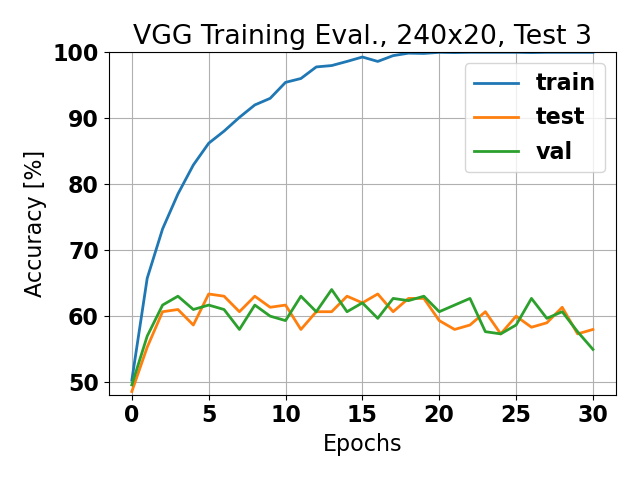 VGG Training Eval., 240x20, Test 3
100
90
80
70
60
50
Accuracy [%]
train
test
val
0 5 10 15 20 25 30
Epochs